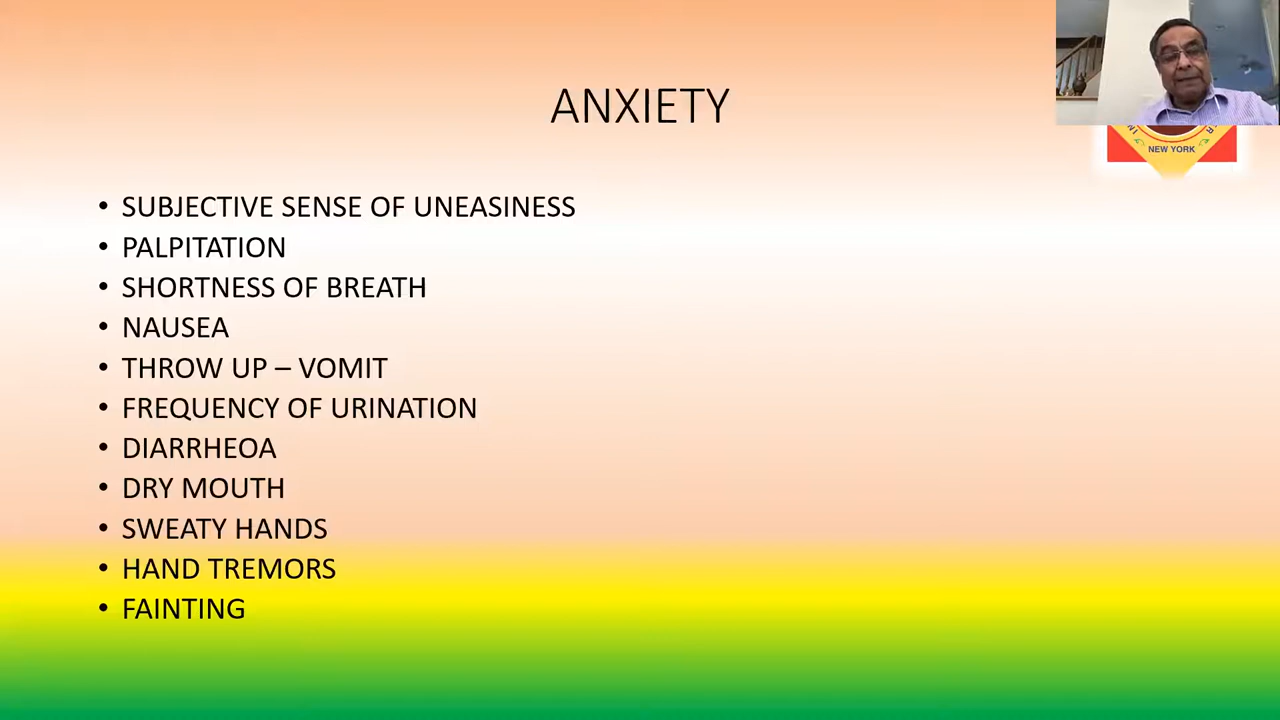 ANXIETY
• SUBJECTIVE SENSE OF UNEASINESS
• PALPITATION
• SHORTNESS OF BREATH
• NAUSEA
• THROW UP – VOMIT
• FREQUENCY OF URINATION
• DIARRHEOA
• DRY MOUTH
• SWEATY HANDS
• HAND TREMORS
• FAINTING
NEW YORK